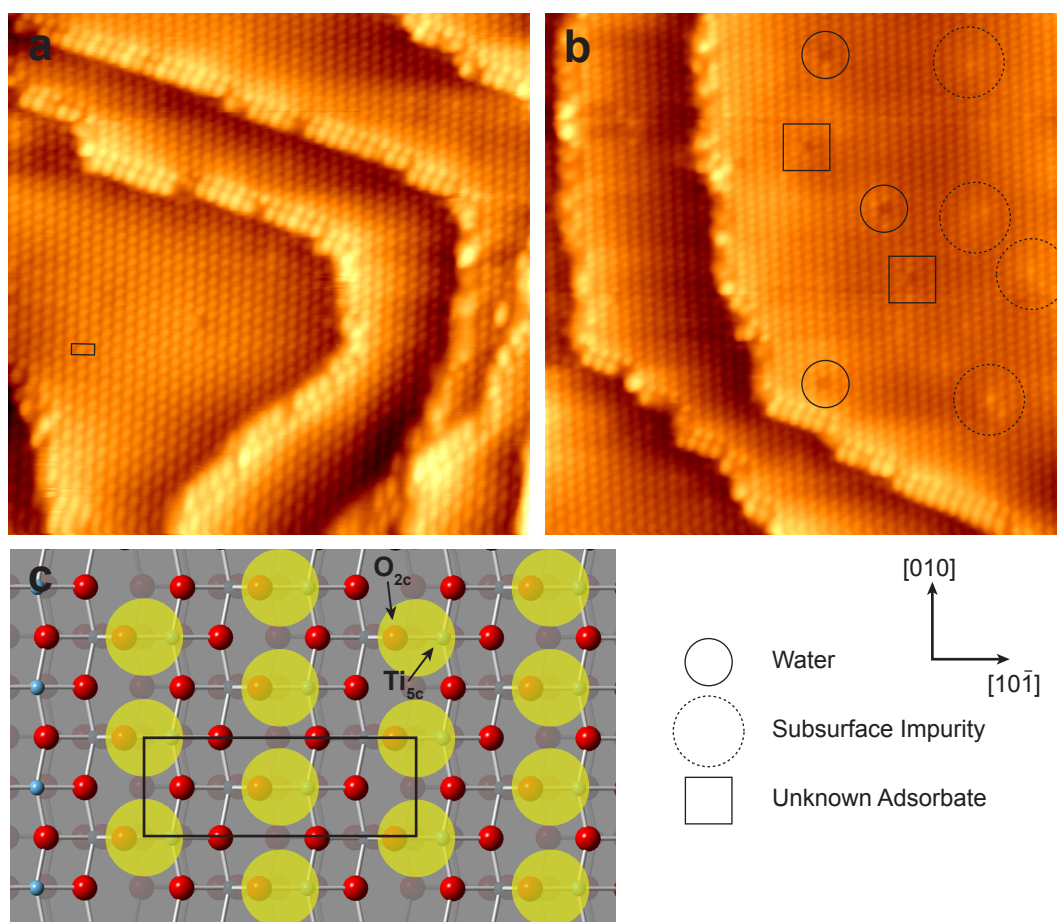 a
b
c
O2c
Ti5c
[010]
[101̄]
Water
Subsurface Impurity
Unknown Adsorbate